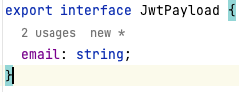 export interface JwtPayload {
2 usages new *
email: string;
}